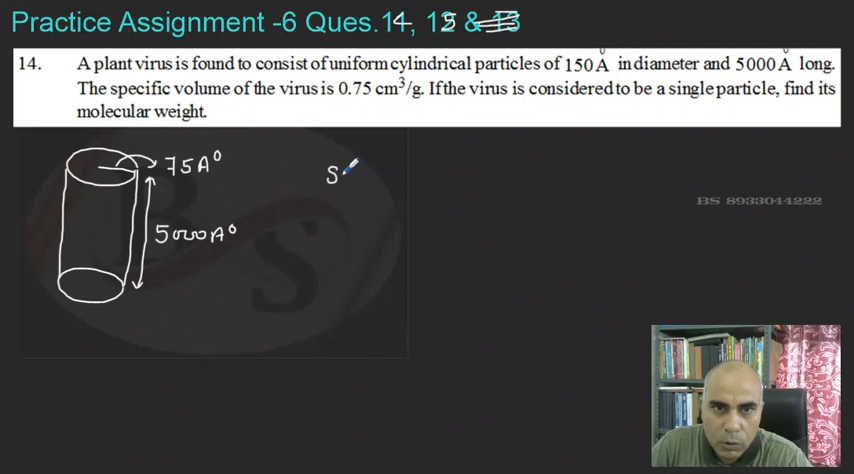 Practice Assignment -6 Ques.14, 15 &
14. A plant virus is found to consist of uniform cylindrical particles of 150 Å in diameter and 5000 Å long.
The specific volume of the virus is 0.75 cm³/g. If the virus is considered to be a single particle, find its
molecular weight.
75A°
S
BS 8933044222
5000A°